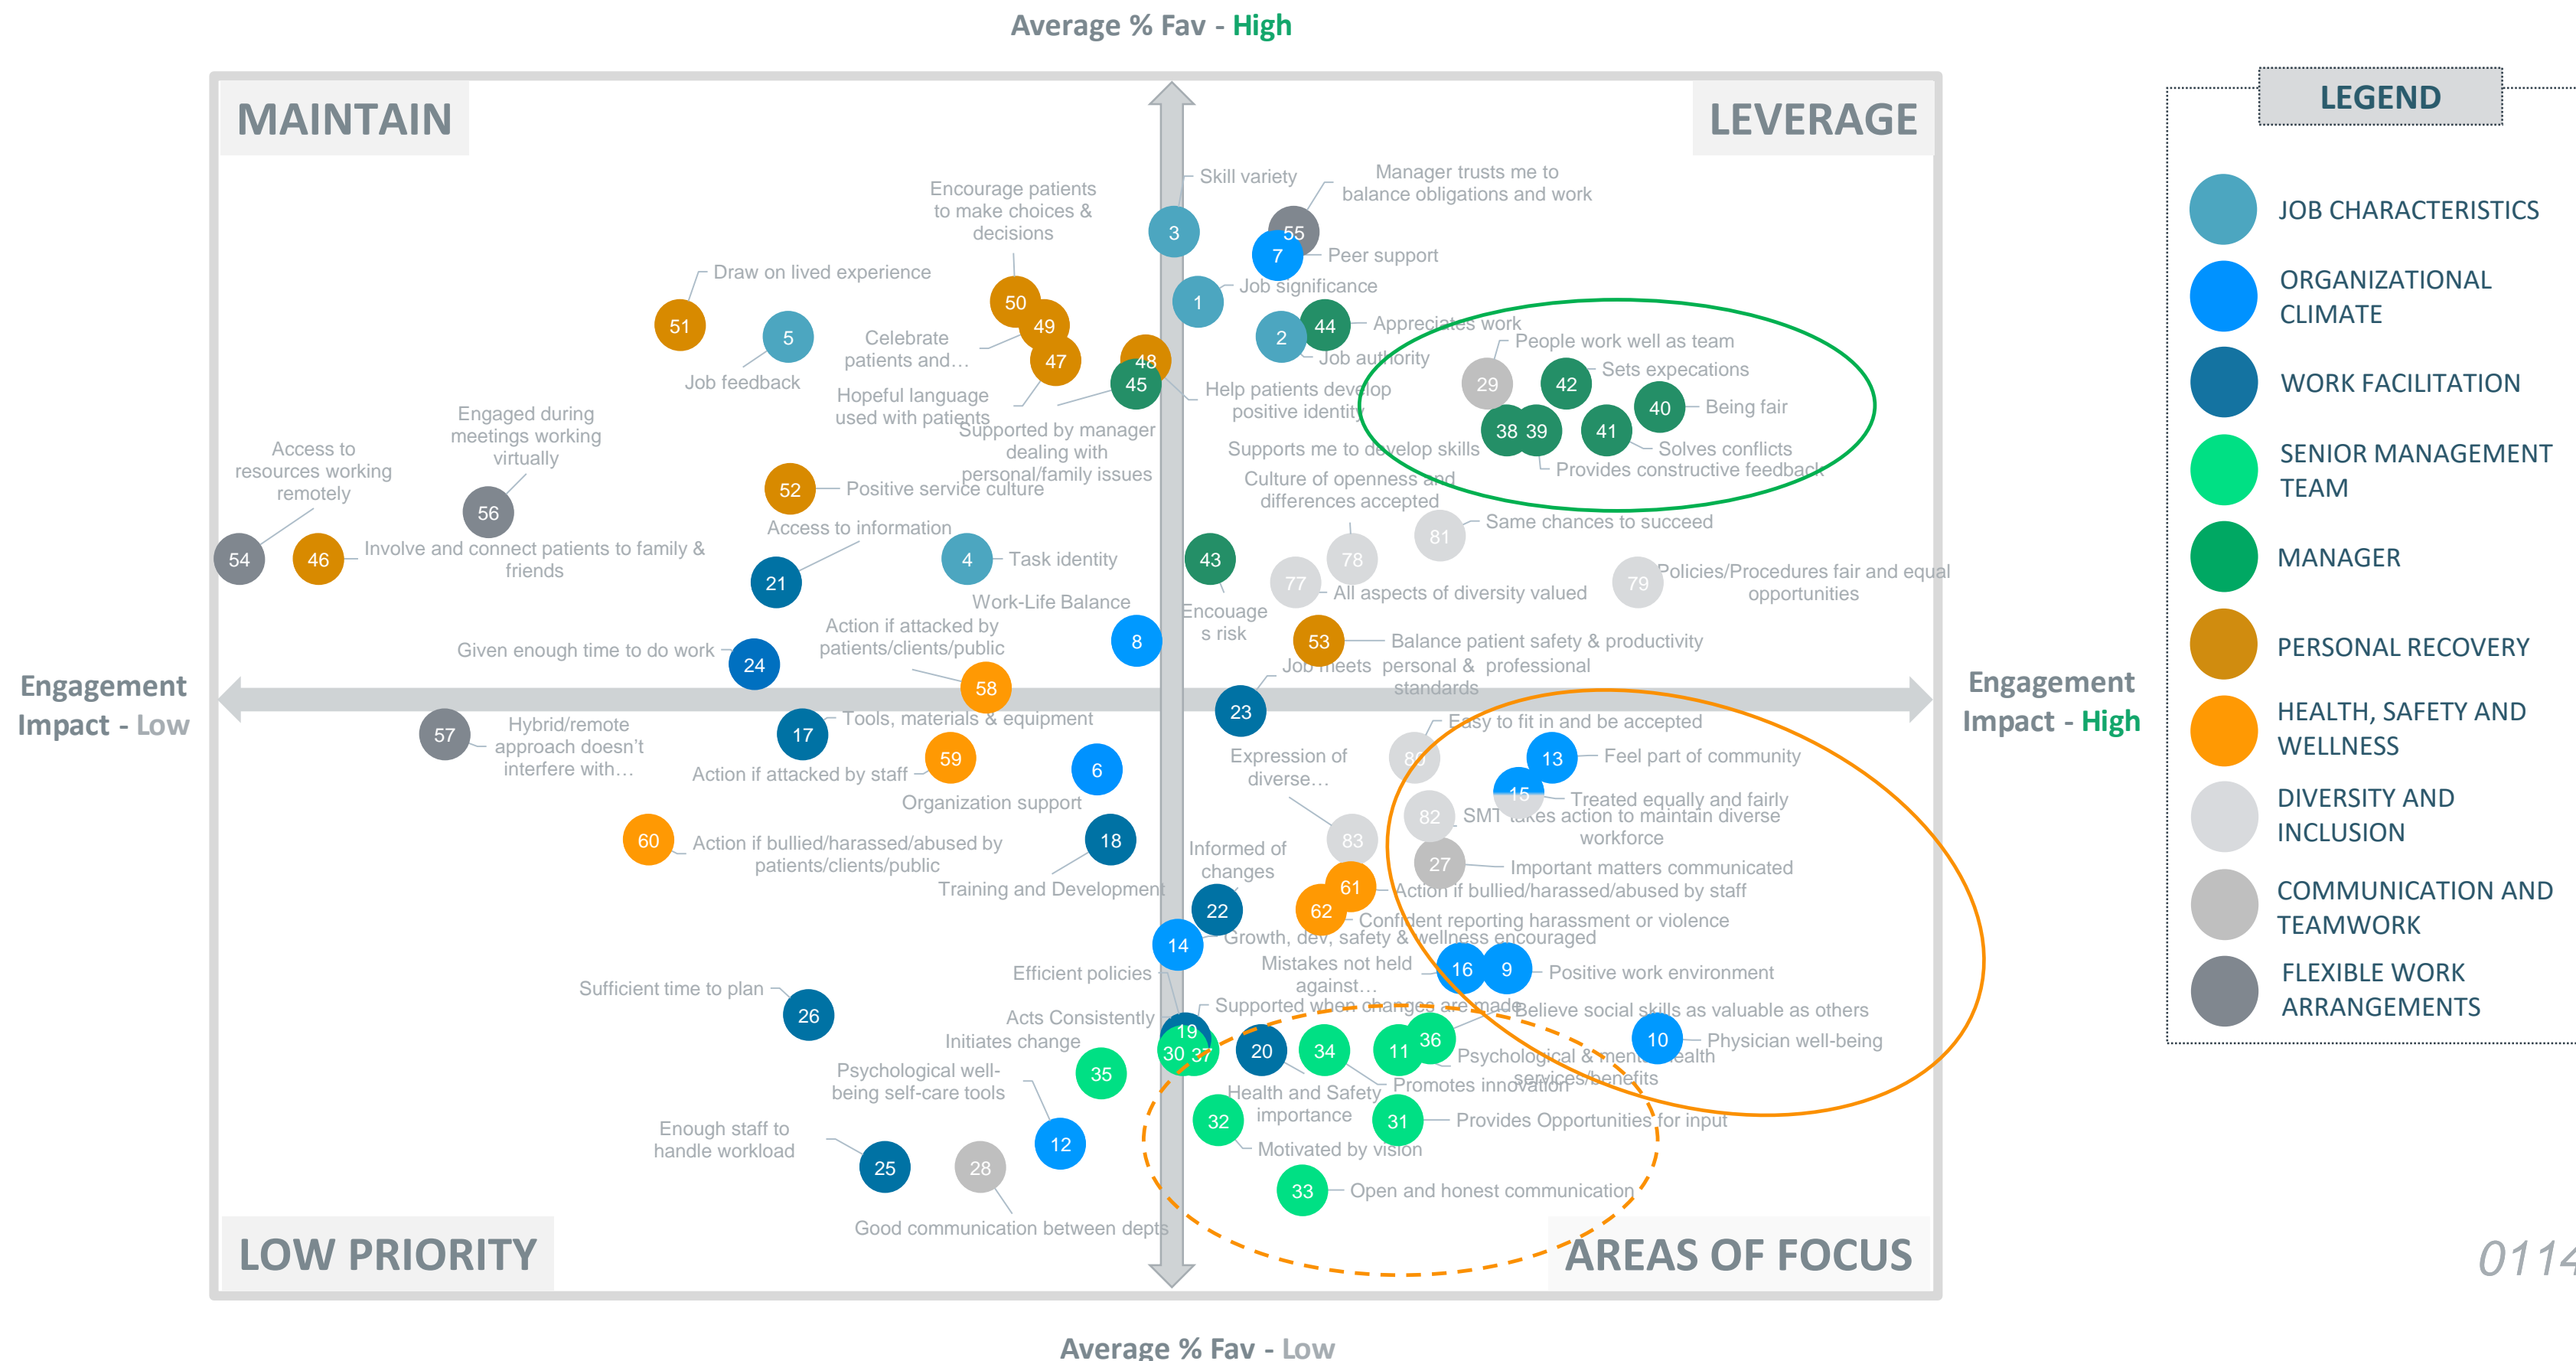 Average % Fav - High
MAINTAIN
LEVERAGE
LEGEND
JOB CHARACTERISTICS
ORGANIZATIONAL
CLIMATE
WORK FACILITATION
SENIOR MANAGEMENT
TEAM
MANAGER
PERSONAL RECOVERY
HEALTH, SAFETY AND
WELLNESS
DIVERSITY AND
INCLUSION
COMMUNICATION AND
TEAMWORK
FLEXIBLE WORK
ARRANGEMENTS
Skill variety
3
Manager trusts me to
balance obligations and work
55
7
Peer support
Encourage patients
to make choices &
decisions
50
Draw on lived experience
51
5
Job feedback
49
Celebrate
patients and...
47
Hopeful language
used with patients
48
45
Help patients develop
positive identity
Supported by manager
dealing with
personal/family issues
1
Job significance
2
44
Appreciates work
Job authority
People work well as team
29
42
Sets expecations
40
Being fair
38
39
41
Solves conflicts
Supports me to develop skills
Provides constructive feedback
Culture of openness and
differences accepted
Engaged during
meetings working
virtually
56
Access to
resources working
remotely
54
46
Involve and connect patients to family &
friends
52
Positive service culture
Access to information
21
4
Task identity
43
Encouage
s risk
77
78
81
Same chances to succeed
79
Policies/Procedures fair and equal
opportunities
All aspects of diversity valued
Work-Life Balance
8
53
Balance patient safety & productivity
Given enough time to do work
24
Action if attacked by
patients/clients/public
58
Job meets personal & professional
standards
23
Engagement
Impact - Low
Engagement
Impact - High
57
Hybrid/remote
approach doesn't
interfere with...
17
Tools, materials & equipment
59
Action if attacked by staff
6
Organization support
Easy to fit in and be accepted
80
13
Feel part of community
15
Treated equally and fairly
Expression of
diverse...
83
82
SMT takes action to maintain diverse
workforce
27
Important matters communicated
60
Action if bullied/harassed/abused by
patients/clients/public
18
Training and Development
Informed of
changes
22
61
Action if bullied/harassed/abused by staff
62
Confident reporting harassment or violence
14
Growth, dev, safety & wellness encouraged
Mistakes not held
against...
16
9
Positive work environment
Efficient policies
Sufficient time to plan
26
Supported when changes are made
Believe social skills as valuable as others
Acts Consistently
19
30
37
20
34
11
36
10
Physician well-being
Initiates change
35
Psychological & mental health
services/benefits
Promotes innovation
Psychological well-
being self-care tools
12
Health and Safety
importance
32
Motivated by vision
31
Provides Opportunities for input
Enough staff to
handle workload
25
28
Good communication between depts
33
Open and honest communication
LOW PRIORITY
AREAS OF FOCUS
0114
Average % Fav - Low